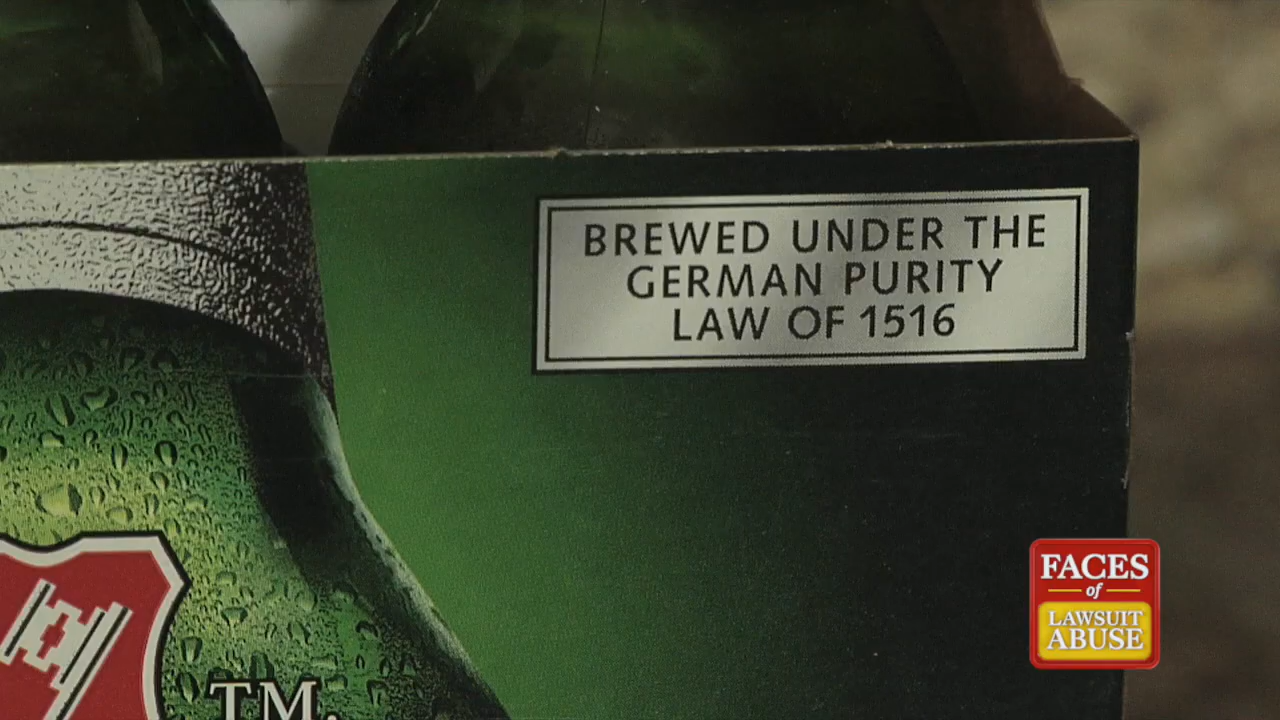 BREWED UNDER THE
GERMAN PURITY
LAW OF 1516
TM.
FACES
of
LAWSUIT
ABUSE